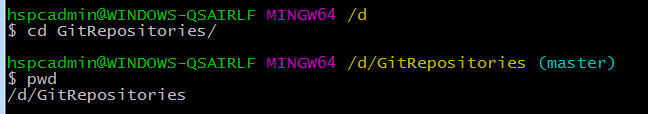 hspcadmin@WINDOWS-QSAIRLF MINGW64 /d
$ cd GitRepositories/
hspcadmin@WINDOWS-QSAIRLF MINGW64 /d/GitRepositories (master)
$ pwd
/d/GitRepositories